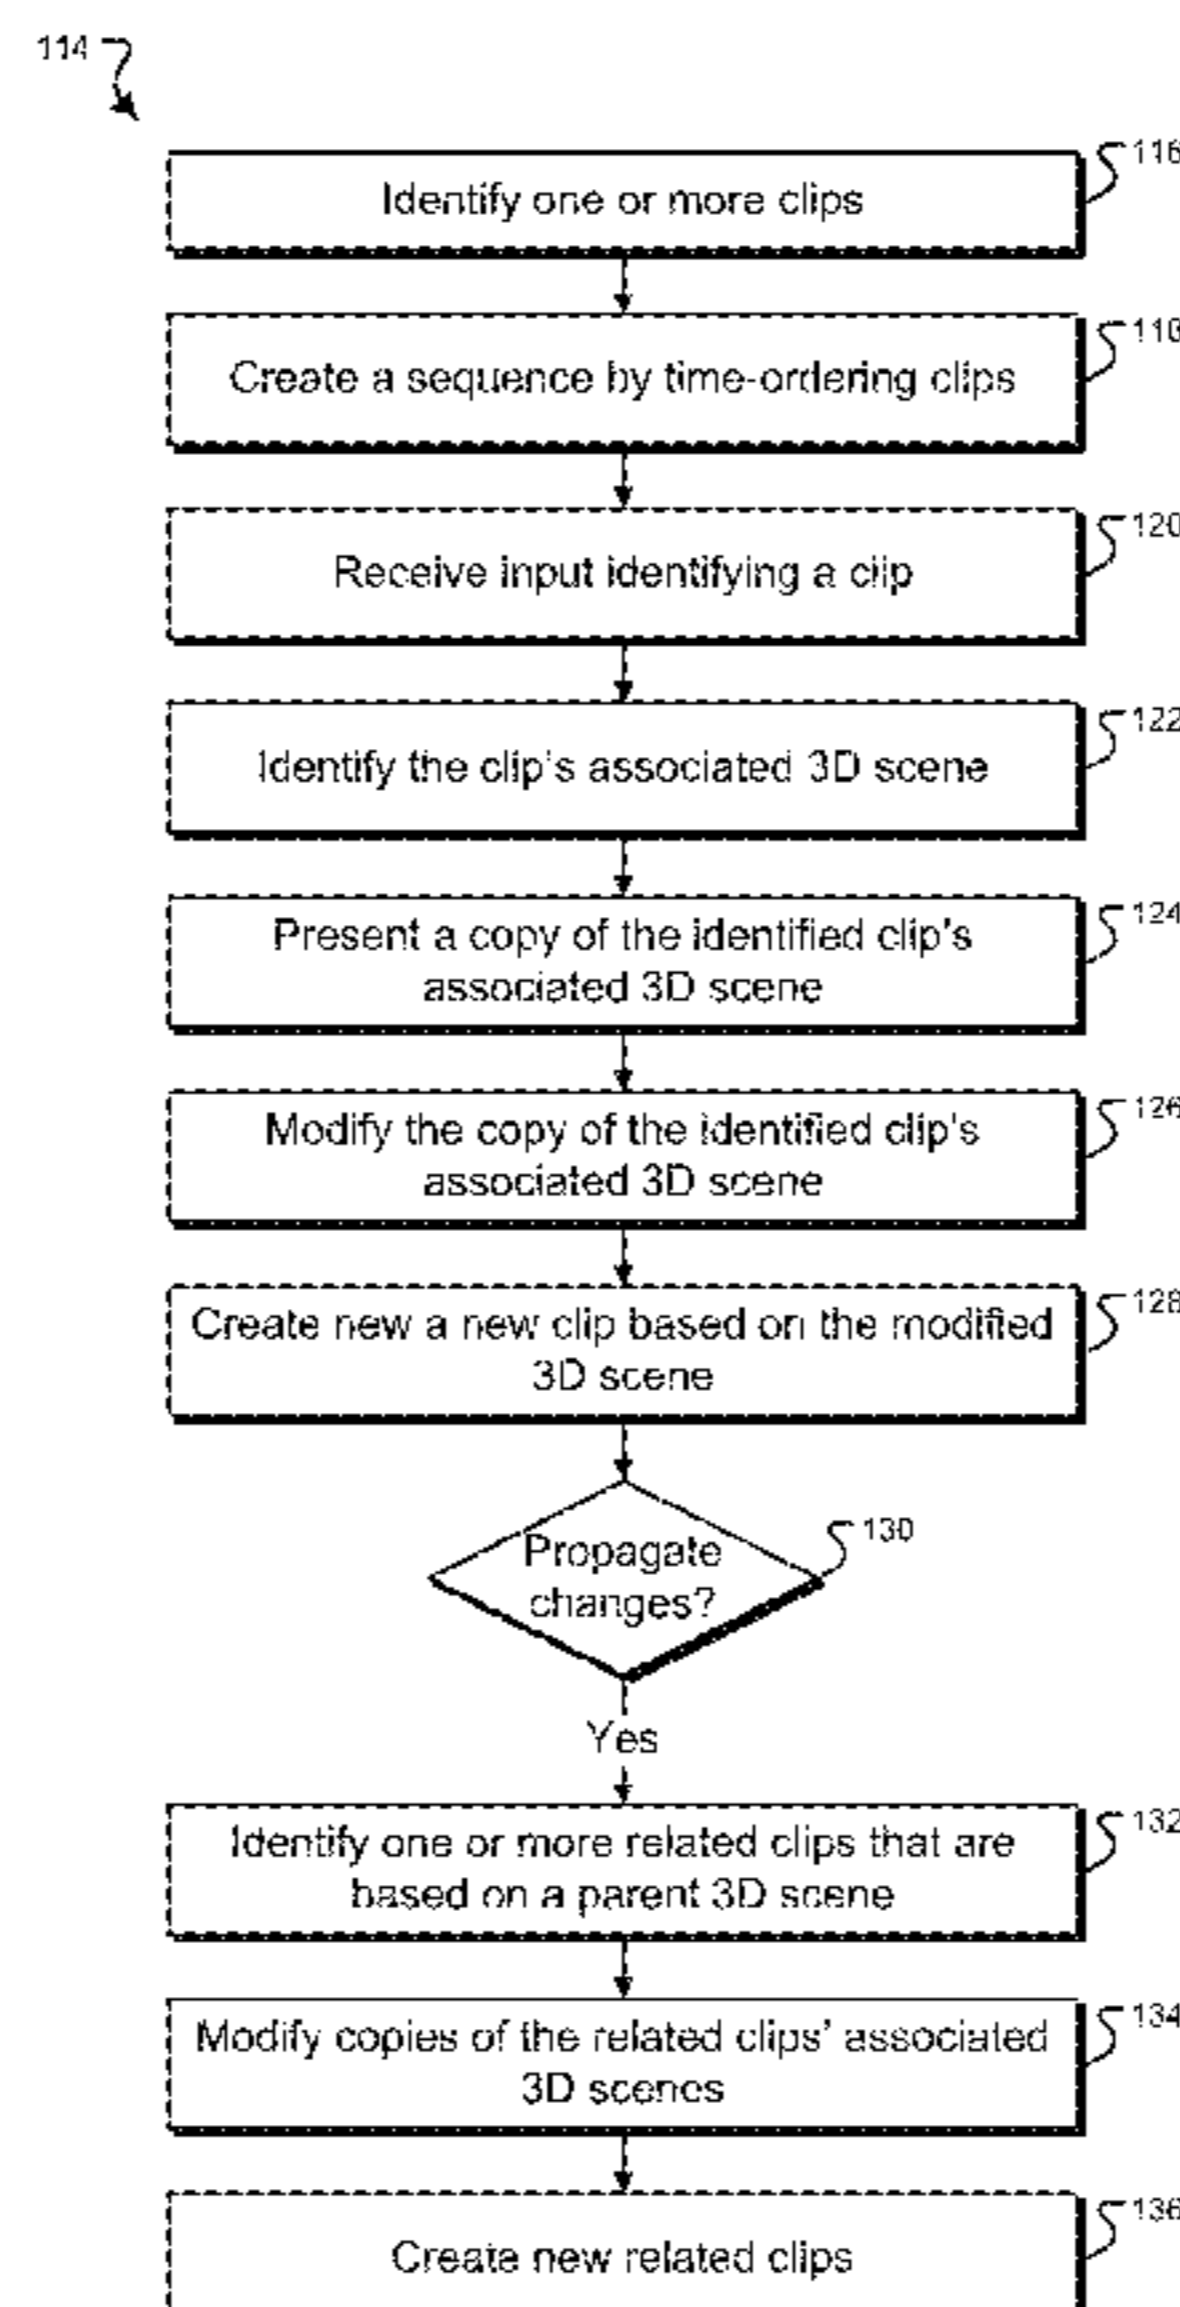 114
116
Identify one or more clips
118
Create a sequence by time-ordering clips
120
Receive input identifying a clip
122
Identify the clip's associated 3D scene
124
Present a copy of the identified clip's
associated 3D scene
126
Modify the copy of the identified clip's
associated 3D scene
128
Create new a new clip based on the modified
3D scene
130
Propagate
changes?
Yes
132
Identify one or more related clips that are
based on a parent 3D scene
134
Modify copies of the related clips' associated
3D scenes
136
Create new related clips